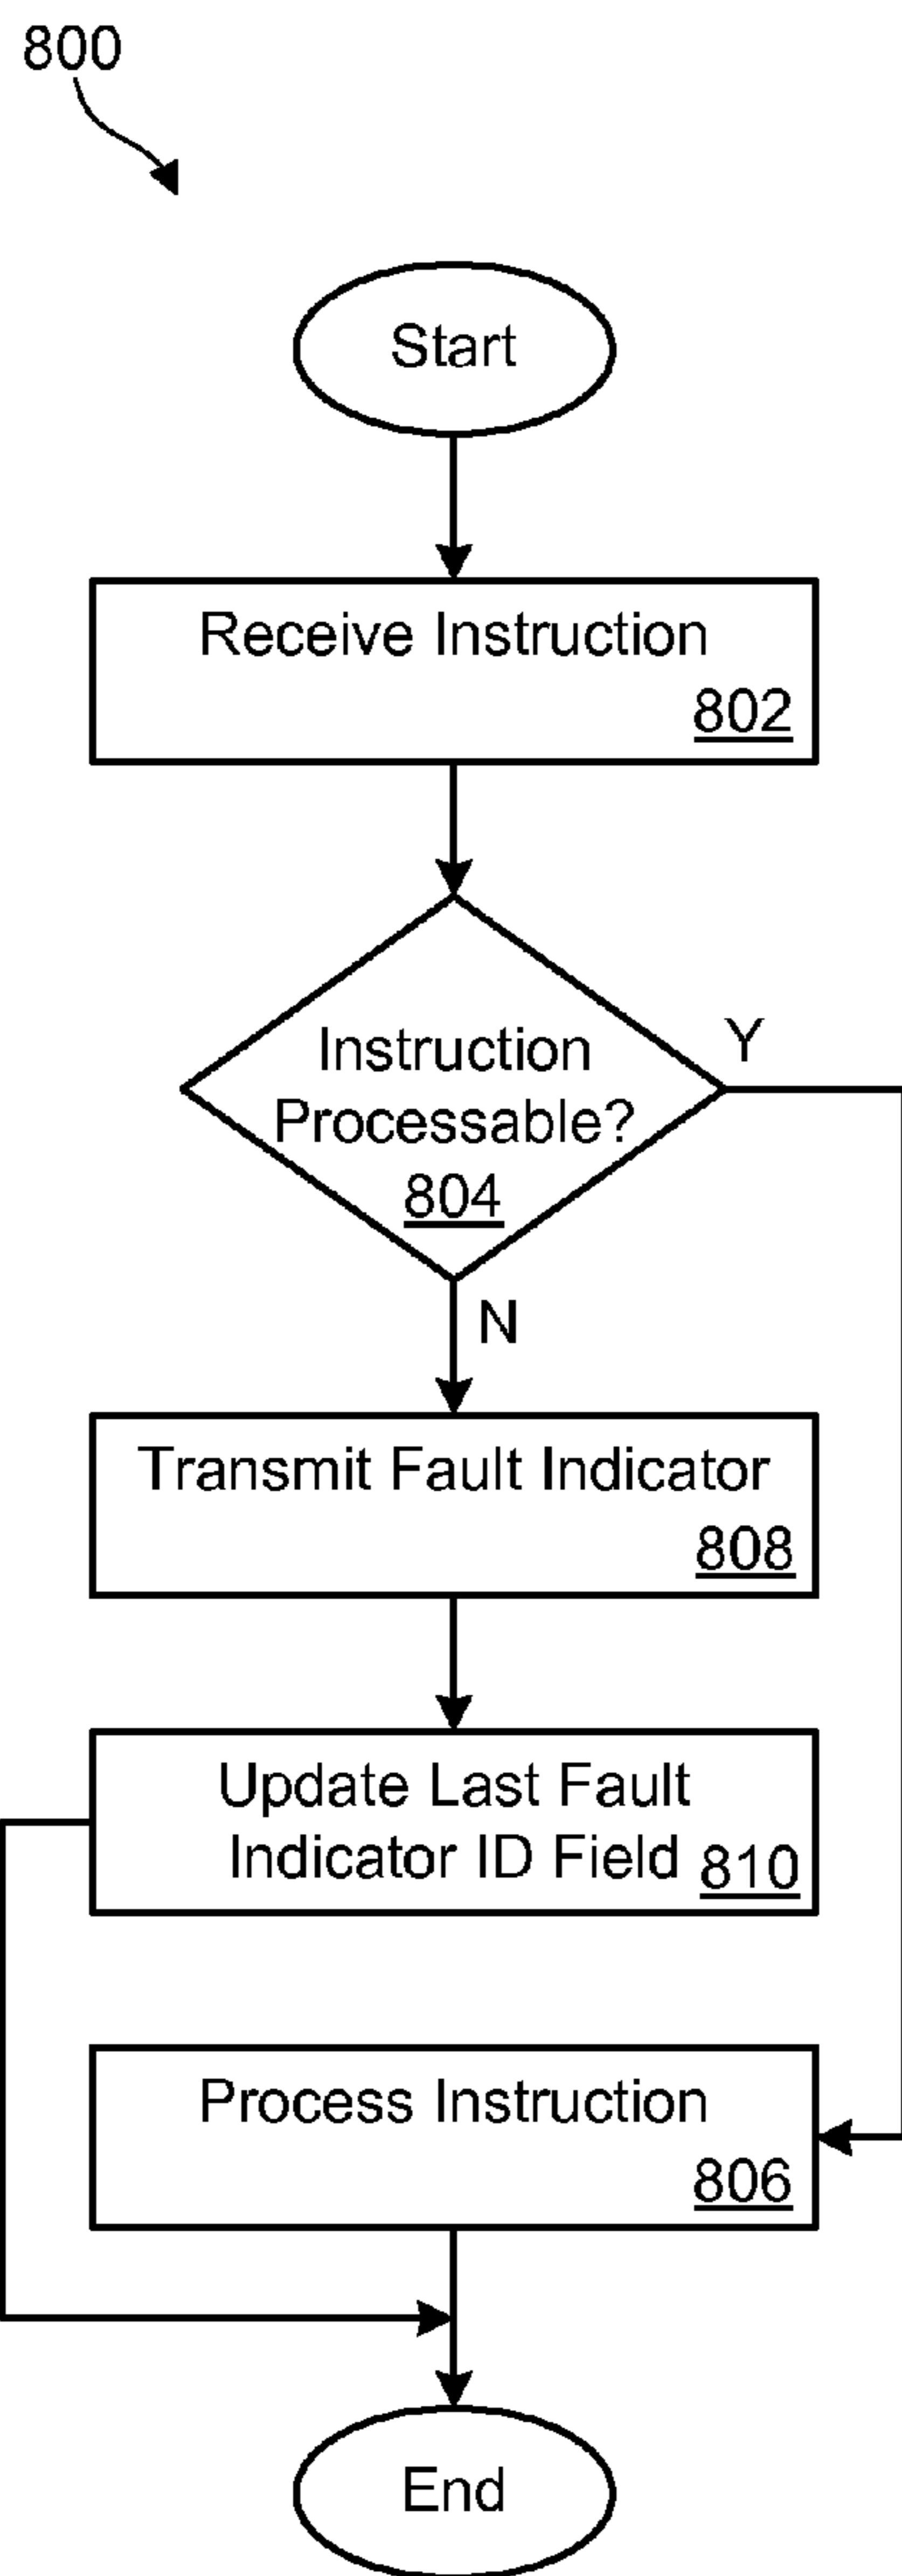 800
Start
Receive Instruction
802
Instruction
Processable?
804
Y
N
Transmit Fault Indicator
808
Update Last Fault
Indicator ID Field
810
Process Instruction
806
End